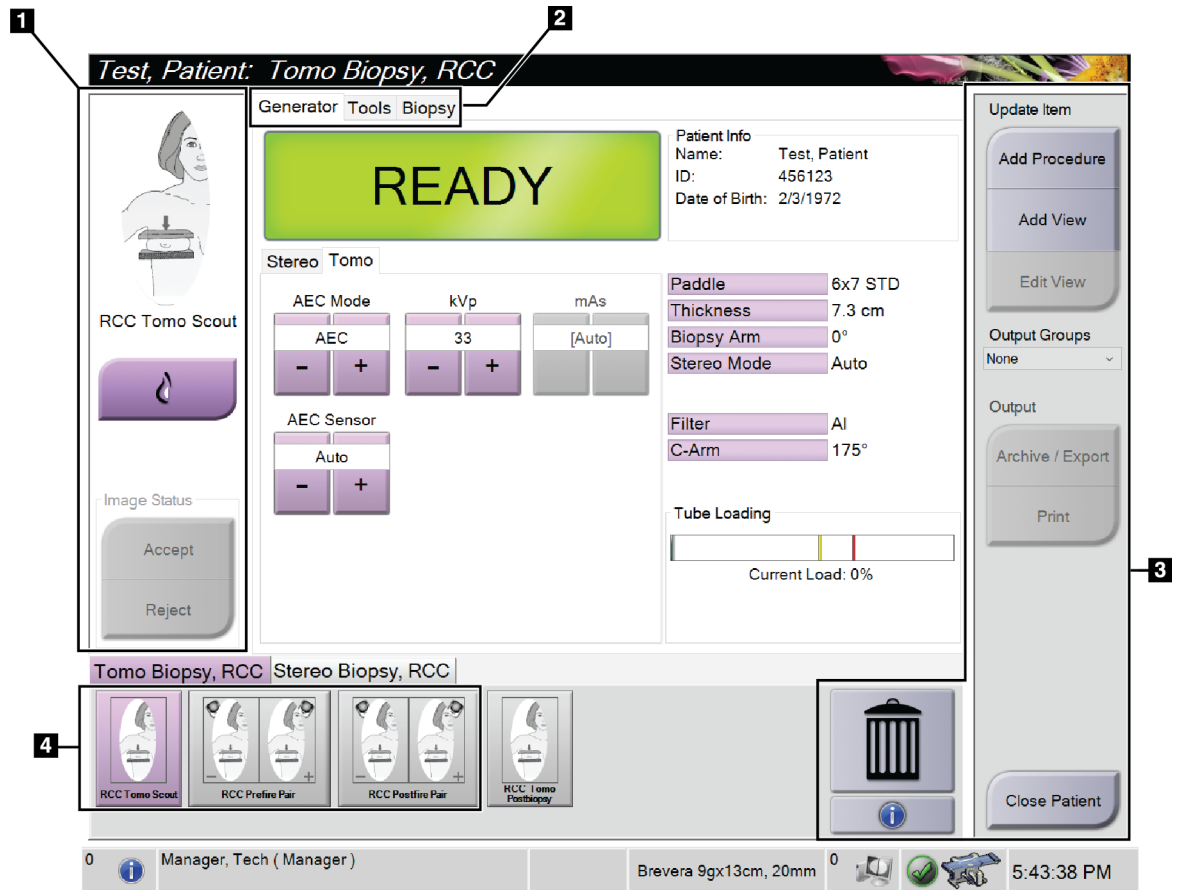 1
2
Test, Patient: Tomo Biopsy, RCC
Generator Tools Biopsy
READY
Patient Info
Name: Test, Patient
ID: 456123
Date of Birth: 2/3/1972
Update Item
Add Procedure
Add View
Edit View
RCC Tomo Scout
Stereo Tomo
AEC Mode kVp mAs
AEC 33 [Auto]
- + - +
AEC Sensor
Auto
- +
Paddle 6x7 STD
Thickness 7.3 cm
Biopsy Arm 0°
Stereo Mode Auto
Filter Al
C-Arm 175°
Output Groups
None
Output
Archive / Export
Print
Image Status
Accept
Reject
Tube Loading
Current Load: 0%
3
Tomo Biopsy, RCC Stereo Biopsy, RCC
4
- + - +
RCC Tomo Scout
RCC Prefire Pair
RCC Postfire Pair
RCC Tomo
Postbiopsy
i
Close Patient
0 i Manager, Tech ( Manager ) Brevera 9gx13cm, 20mm 0 5:43:38 PM